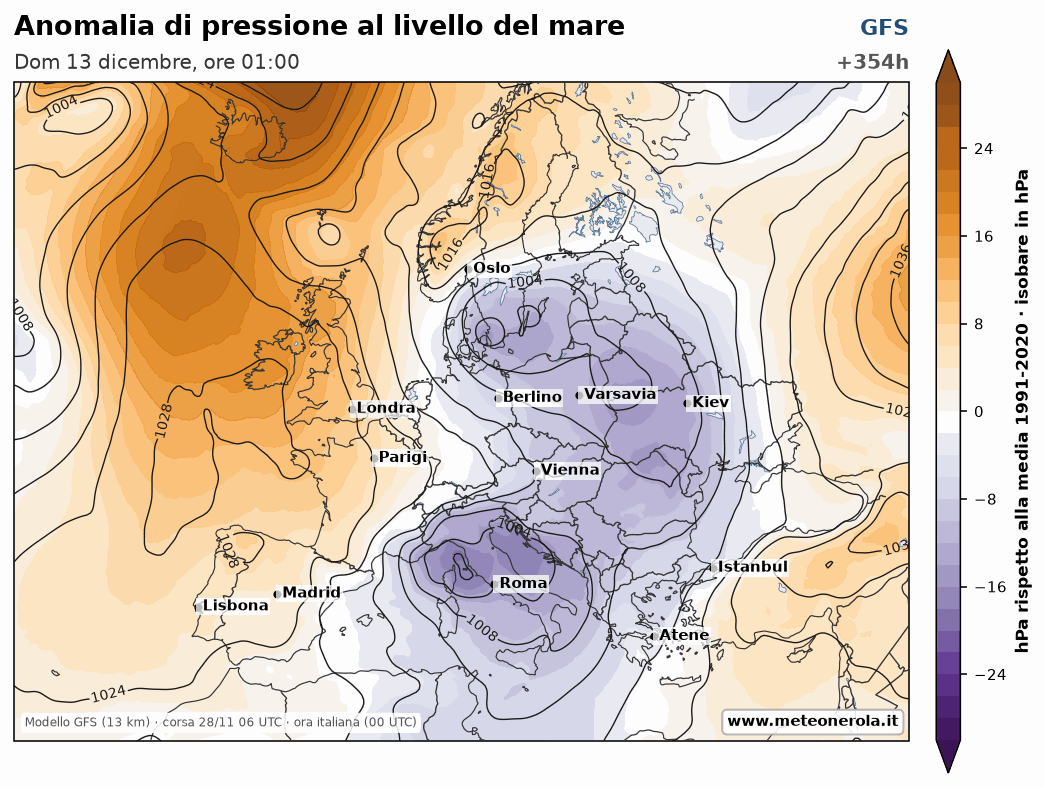 Anomalia di pressione al livello del mare
GFS
Dom 13 dicembre, ore 01:00
+354h
1004
1016
1016
1036
1008
Oslo
1004
1008
24
16
8
0
−8
−16
−24
hPa rispetto alla media 1991-2020 · isobare in hPa
1028
Londra
Berlino
Varsavia
Kiev
Parigi
Vienna
1004
1028
Roma
Istanbul
Madrid
Lisbona
1008
Atene
1024
Modello GFS (13 km) · corsa 28/11 06 UTC · ora italiana (00 UTC)
www.meteonerola.it